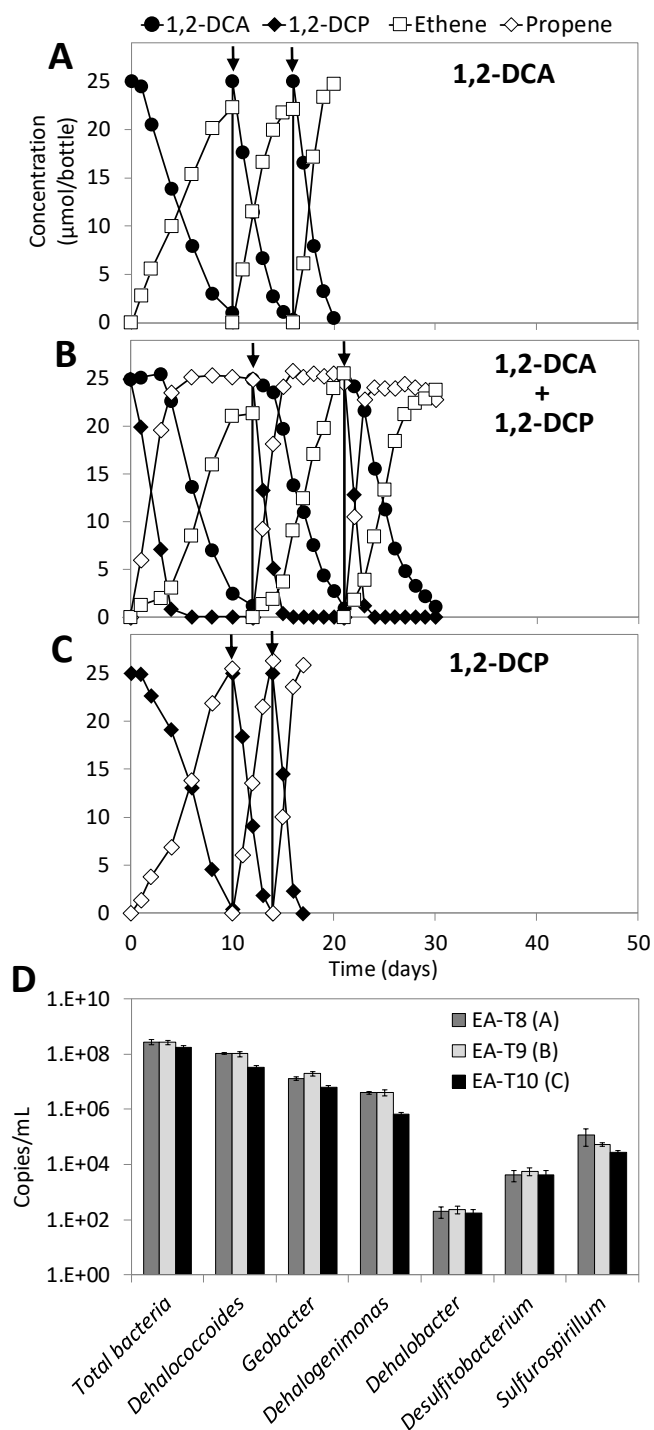 1,2-DCA 1,2-DCP Ethene Propene
A
1,2-DCA
Concentration
(µmol/bottle)
25
20
15
10
5
0
B
1,2-DCA
+
1,2-DCP
25
20
15
10
5
0
C
1,2-DCP
25
20
15
10
5
0
0 10 20 30 40 50
Time (days)
D
Copies/mL
1.E+10
1.E+08
1.E+06
1.E+04
1.E+02
1.E+00
EA-T8 (A)
EA-T9 (B)
EA-T10 (C)
Total bacteria
Dehalococcoides
Geobacter
Dehalogenimonas
Dehalobacter
Desulfitobacterium
Sulfurospirillum